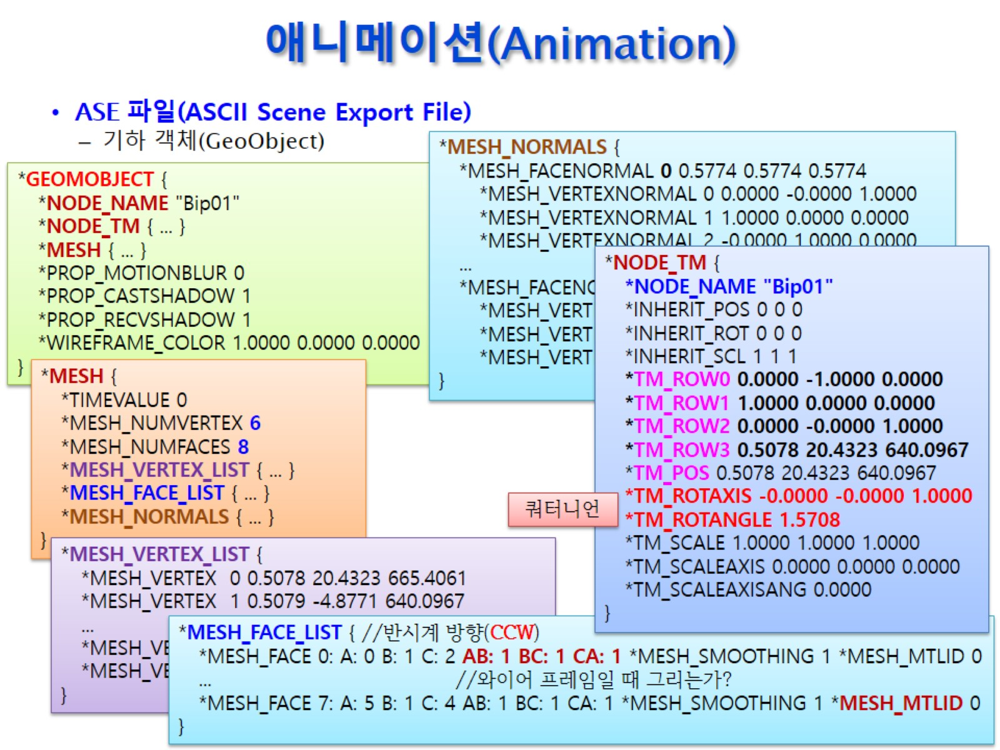 애니메이션(Animation)
• ASE 파일(ASCII Scene Export File)
– 기하 객체(GeoObject)
*GEOMOBJECT {
*NODE_NAME "Bip01"
*NODE_TM { ... }
*MESH { ... }
*PROP_MOTIONBLUR 0
*PROP_CASTSHADOW 1
*PROP_RECVSHADOW 1
*WIREFRAME_COLOR 1.0000 0.0000 0.0000
}
*MESH {
*TIMEVALUE 0
*MESH_NUMVERTEX 6
*MESH_NUMFACES 8
*MESH_VERTEX_LIST { ... }
*MESH_FACE_LIST { ... }
*MESH_NORMALS { ... }
}
*MESH_VERTEX_LIST {
*MESH_VERTEX 0 0.5078 20.4323 665.4061
*MESH_VERTEX 1 0.5079 -4.8771 640.0967
...
*MESH_VE
*MESH_VE
}
*MESH_FACE_LIST { //반시계 방향(CCW)
*MESH_FACE 0: A: 0 B: 1 C: 2 AB: 1 BC: 1 CA: 1 *MESH_SMOOTHING 1 *MESH_MTLID 0
... //와이어 프레임일 때 그리는가?
*MESH_FACE 7: A: 5 B: 1 C: 4 AB: 1 BC: 1 CA: 1 *MESH_SMOOTHING 1 *MESH_MTLID 0
}
*MESH_NORMALS {
*MESH_FACENORMAL 0 0.5774 0.5774 0.5774
*MESH_VERTEXNORMAL 0 0.0000 -0.0000 1.0000
*MESH_VERTEXNORMAL 1 1.0000 0.0000 0.0000
*MESH_VERTEXNORMAL 2 -0.0000 1.0000 0.0000
...
*MESH_FACENO
*MESH_VERT
*MESH_VERT
*MESH_VERT
}
*NODE_TM {
*NODE_NAME "Bip01"
*INHERIT_POS 0 0 0
*INHERIT_ROT 0 0 0
*INHERIT_SCL 1 1 1
*TM_ROW0 0.0000 -1.0000 0.0000
*TM_ROW1 1.0000 0.0000 0.0000
*TM_ROW2 0.0000 -0.0000 1.0000
*TM_ROW3 0.5078 20.4323 640.0967
*TM_POS 0.5078 20.4323 640.0967
*TM_ROTAXIS -0.0000 -0.0000 1.0000
*TM_ROTANGLE 1.5708
*TM_SCALE 1.0000 1.0000 1.0000
*TM_SCALEAXIS 0.0000 0.0000 0.0000
*TM_SCALEAXISANG 0.0000
}
쿼터니언